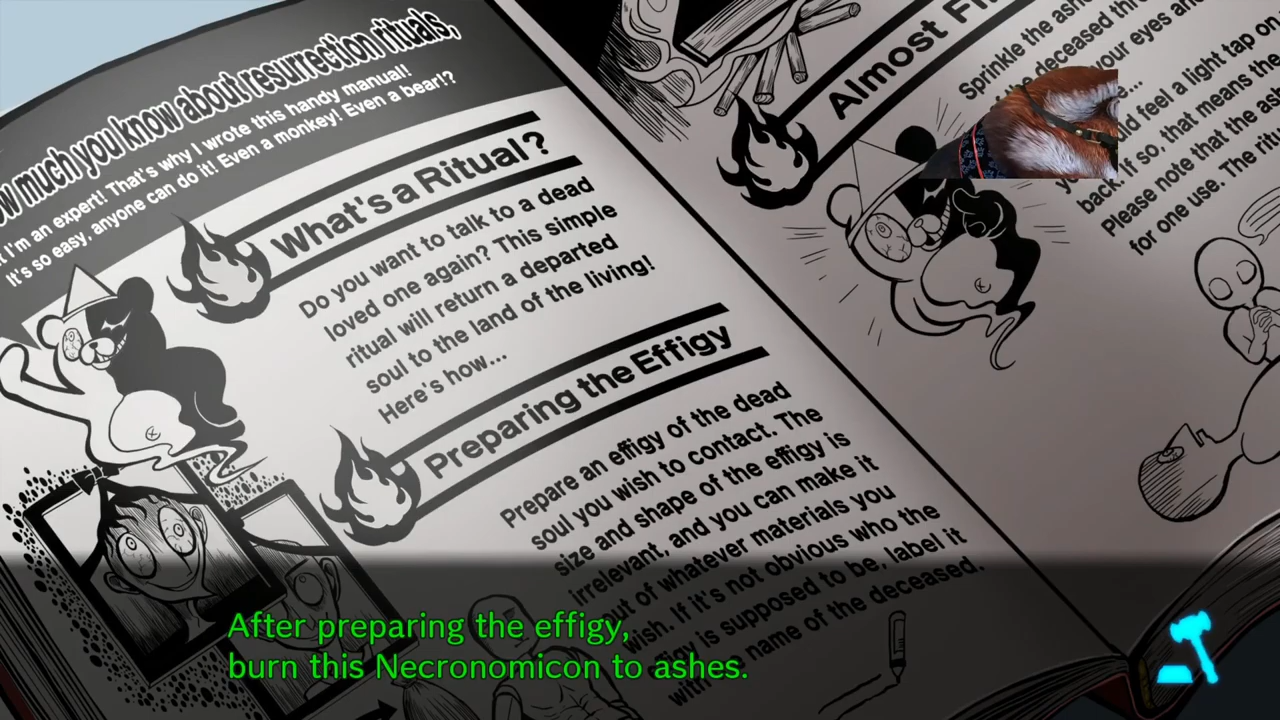 ow much you know about resurrection rituals,
I'm an expert! That's why I wrote this handy manual!
It's so easy, anyone can do it! Even a monkey! Even a bear!?
What's a Ritual?
Do you want to talk to a dead
loved one again? This simple
ritual will return a departed
soul to the land of the living!
Here's how...
Preparing the Effigy
Prepare an effigy of the dead
soul you wish to contact. The
size and shape of the effigy is
irrelevant, and you can make it
out of whatever materials you
wish. If it's not obvious who the
effigy is supposed to be, label it
with name of the deceased.
Almost
Sprinkle the
deceased
your eyes
feel a light tap on
back. If so, that means the
Please note that the
for one use. The
After preparing the effigy,
burn this Necronomicon to ashes.